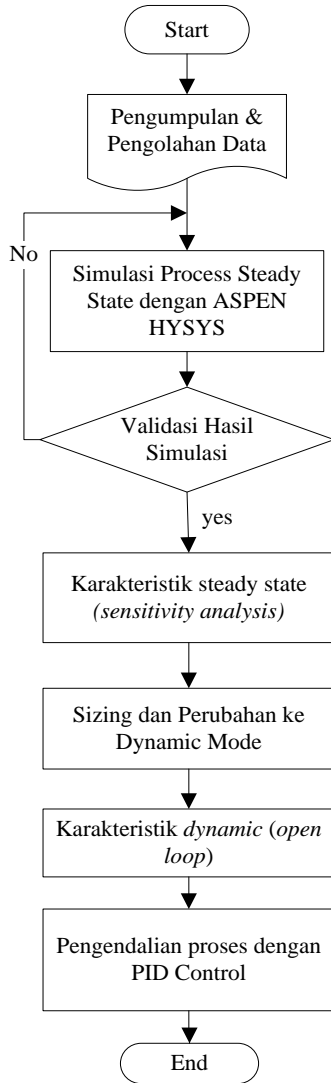 Start
Pengumpulan &
Pengolahan Data
No
Simulasi Process Steady
State dengan ASPEN
HYSYS
Validasi Hasil
Simulasi
yes
Karakteristik steady state
(sensitivity analysis)
Sizing dan Perubahan ke
Dynamic Mode
Karakteristik dynamic (open
loop)
Pengendalian proses dengan
PID Control
End